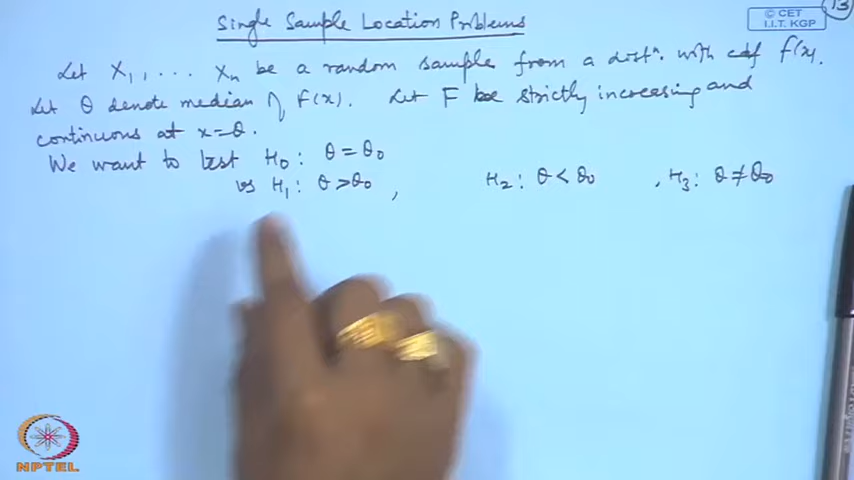 Single Sample Location Problems
© CET
I.I.T. KGP
13
Let X1, ... Xn be a random sample from a distⁿ. with cdf F(x).
Let θ denote median of F(x). Let F be strictly increasing and
continuous at x=θ.
We want to test H0: θ=θ0
vs H1: θ>θ0, H2: θ<θ0, H3: θ≠θ0
NPTEL